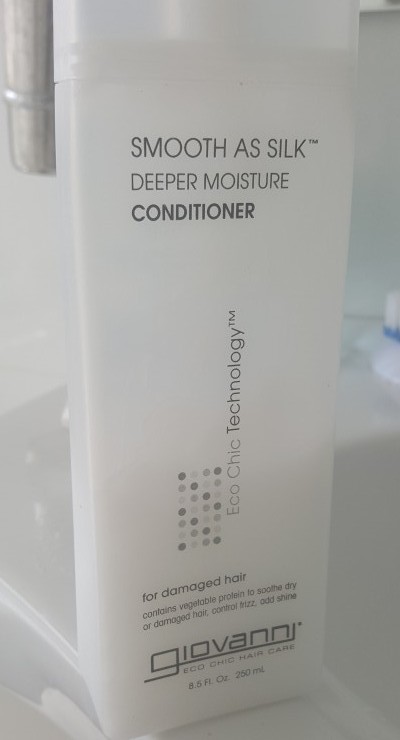 SMOOTH AS SILK™
DEEPER MOISTURE
CONDITIONER
Eco Chic Technology™
for damaged hair
contains vegetable protein to soothe dry
or damaged hair, control frizz, add shine
giovanni
ECO CHIC HAIR CARE
8.5 Fl. Oz. 250 mL